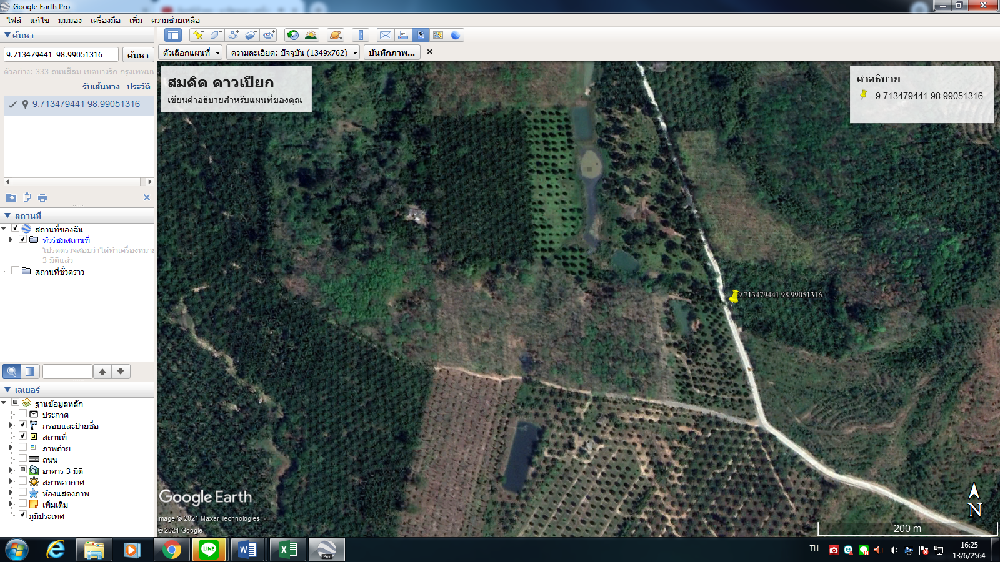 Google Earth Pro
ไฟล์ แก้ไข มุมมอง เครื่องมือ เพิ่ม ความช่วยเหลือ
ค้นหา
9.713479441 98.99051316 ค้นหา
ตัวอย่าง: 333 ถนนสีลม เขตบางรัก กรุงเทพมห
รับเส้นทาง ประวัติ
9.713479441 98.99051316
ตัวเลือกแผนที่ ความละเอียด: ปัจจุบัน (1349x762) บันทึกภาพ...
สมคิด ดาวเปียก
เขียนคำอธิบายสำหรับแผนที่ของคุณ
คำอธิบาย
9.713479441 98.99051316
สถานที่
สถานที่ของฉัน
ทัวร์ชมสถานที่
โปรดตรวจสอบว่าได้ทำเครื่องหมาย
3 มิติแล้ว
สถานที่ชั่วคราว
9.713479441 98.99051316
เลเยอร์
ฐานข้อมูลหลัก
ประกาศ
กรอบและป้ายชื่อ
สถานที่
ภาพถ่าย
ถนน
อาคาร 3 มิติ
สภาพอากาศ
ห้องแสดงภาพ
เพิ่มเติม
ภูมิประเทศ
Google Earth
Image © 2021 Maxar Technologies
© 2021 Google
N
200 m
LINE
Pro
TH
16:25
13/6/2564